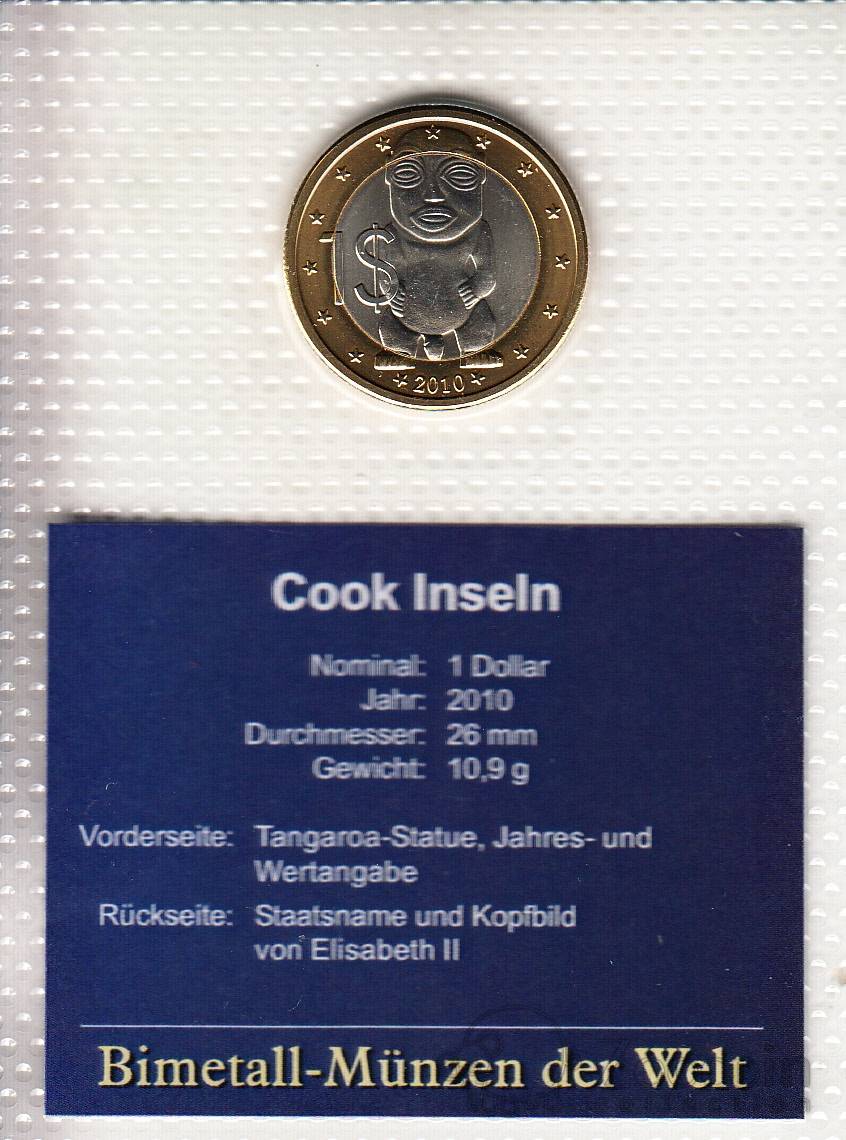 1$
2010
Cook Inseln
Nominal: 1 Dollar
Jahr: 2010
Durchmesser: 26 mm
Gewicht: 10,9 g
Vorderseite: Tangaroa-Statue, Jahres- und
Wertangabe
Rückseite: Staatsname und Kopfbild
von Elisabeth II
Bimetall-Münzen der Welt